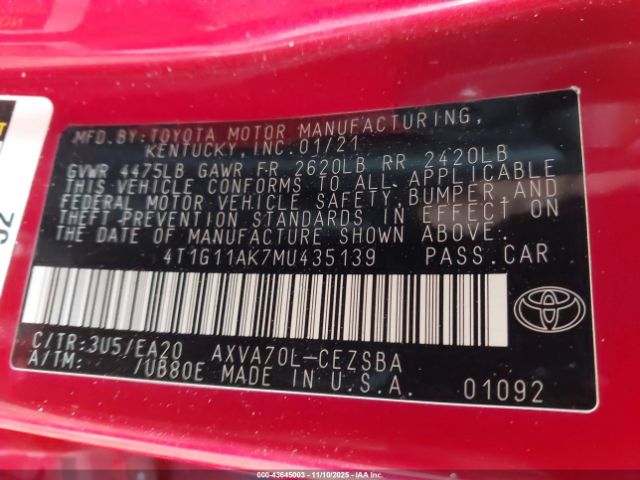 MFD.BY:TOYOTA MOTOR MANUFACTURING,
KENTUCKY, INC.01/21
GVWR 4475LB GAWR FR 2620LB RR 2420LB
THIS VEHICLE CONFORMS TO ALL APPLICABLE
FEDERAL MOTOR VEHICLE SAFETY,BUMPER,AND
THEFT PREVENTION STANDARDS IN EFFECT ON
THE DATE OF MANUFACTURE SHOWN ABOVE.
4T1G11AK7MU435139 PASS.CAR
C/TR:3U5/EA20 AXVA70L-CEZSBA
A/TM: /UB80E MADE IN U.S.A.
01092
000-43645003 - 11/10/2025 - IAAI.COM